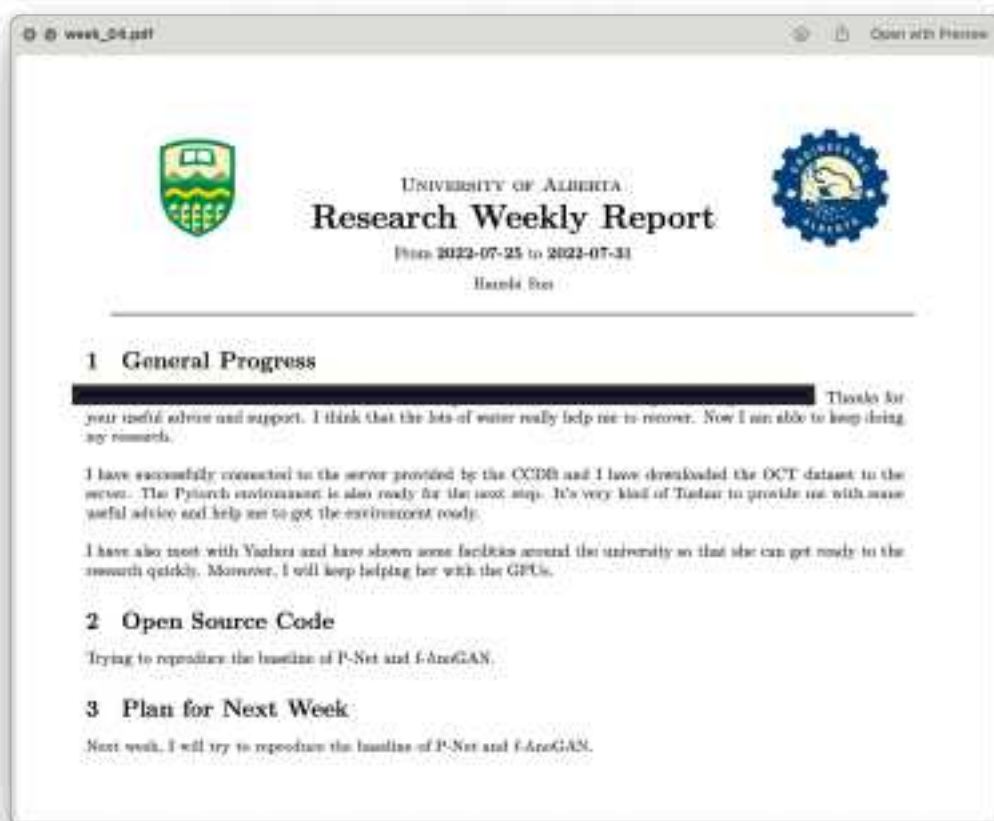 week_04.pdf
Open with Preview
UNIVERSITY OF ALBERTA
Research Weekly Report
From 2022-07-25 to 2022-07-31
Sun
ENGINEERING
ALBERTA
1 General Progress
Thanks for
your useful advice and support. I think that the lots of water really help me to recover. Now I am able to keep doing
my research.
I have successfully connected to the server provided by the CCDB and I have downloaded the OCT dataset to the
server. The Pytorch environment is also ready for the next step. It's very kind of Tushar to provide me with some
useful advice and help me to get the environment ready.
I have also meet with and have shown some facilities around the university so that she can get ready to the
research quickly. Moreover, I will keep helping her with the GPUs.
2 Open Source Code
Trying to reproduce the baseline of P-Net and f-AnoGAN.
3 Plan for Next Week
Next week, I will try to reproduce the baseline of P-Net and f-AnoGAN.